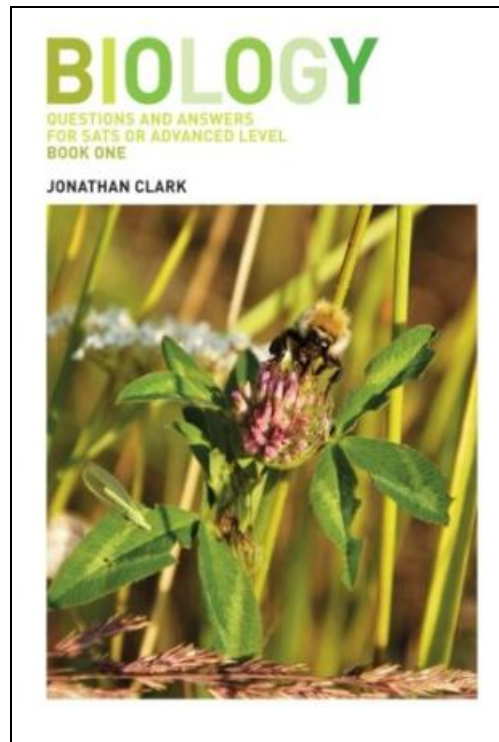 BIOLOGY
QUESTIONS AND ANSWERS
FOR SATS OR ADVANCED LEVEL
BOOK ONE
JONATHAN CLARK